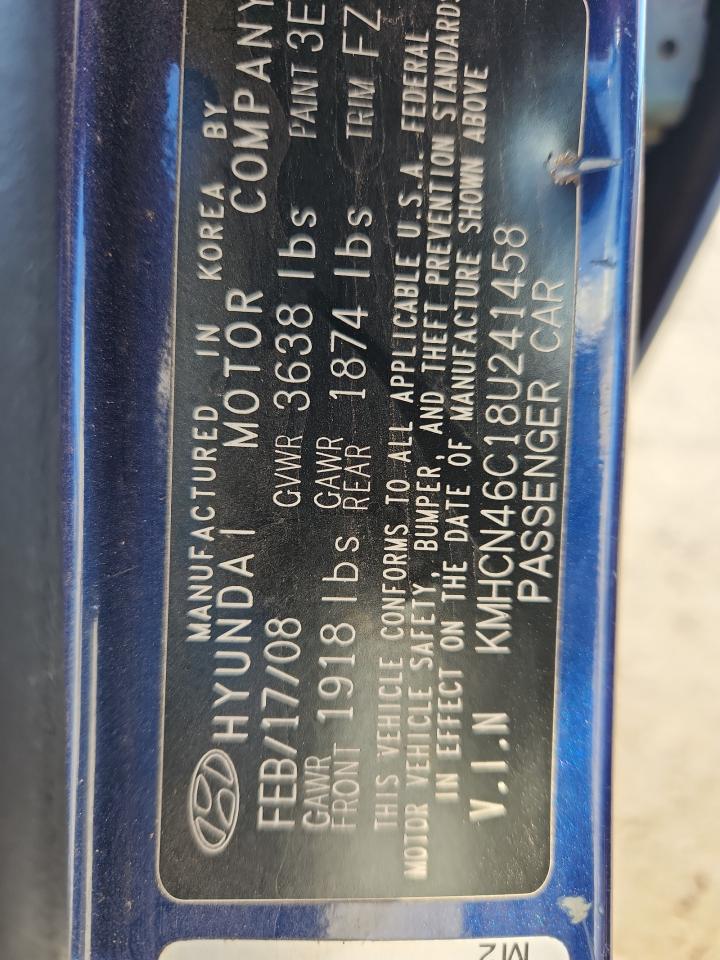 MANUFACTURED IN KOREA BY
HYUNDAI MOTOR COMPANY
FEB/17/08 GVWR 3638 lbs PAINT 3E
GAWR FRONT 1918 lbs GAWR REAR 1874 lbs TRIM FZ
THIS VEHICLE CONFORMS TO ALL APPLICABLE U.S.A. FEDERAL
MOTOR VEHICLE SAFETY, BUMPER, AND THEFT PREVENTION STANDARDS
IN EFFECT ON THE DATE OF MANUFACTURE SHOWN ABOVE
V.I.N KMHCN46C18U241458
PASSENGER CAR
M2